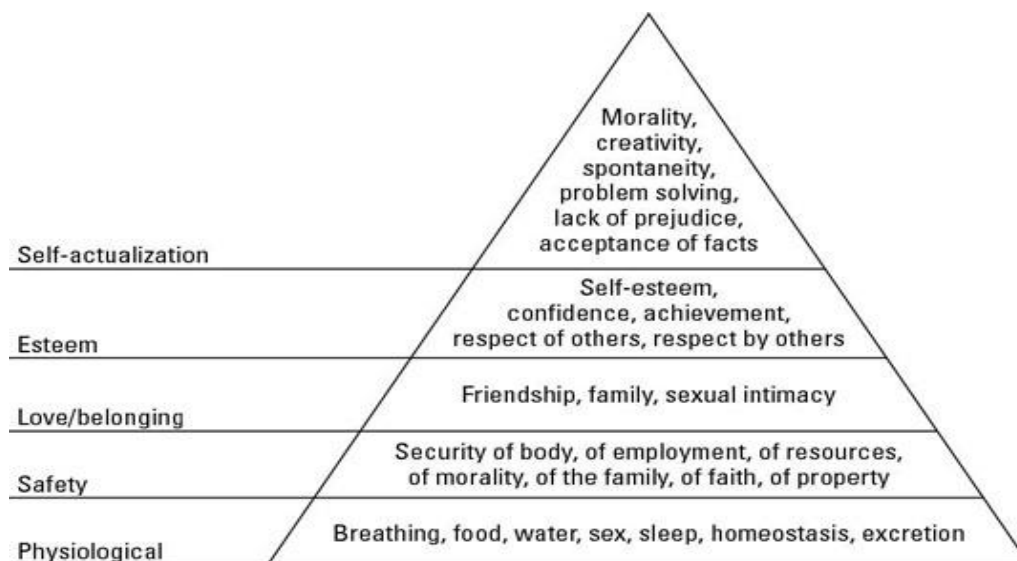 Morality,
creativity,
spontaneity,
problem solving,
lack of prejudice,
acceptance of facts
Self-actualization
Self-esteem,
confidence, achievement,
respect of others, respect by others
Esteem
Friendship, family, sexual intimacy
Love/belonging
Security of body, of employment, of resources,
of morality, of the family, of faith, of property
Safety
Breathing, food, water, sex, sleep, homeostasis, excretion
Physiological